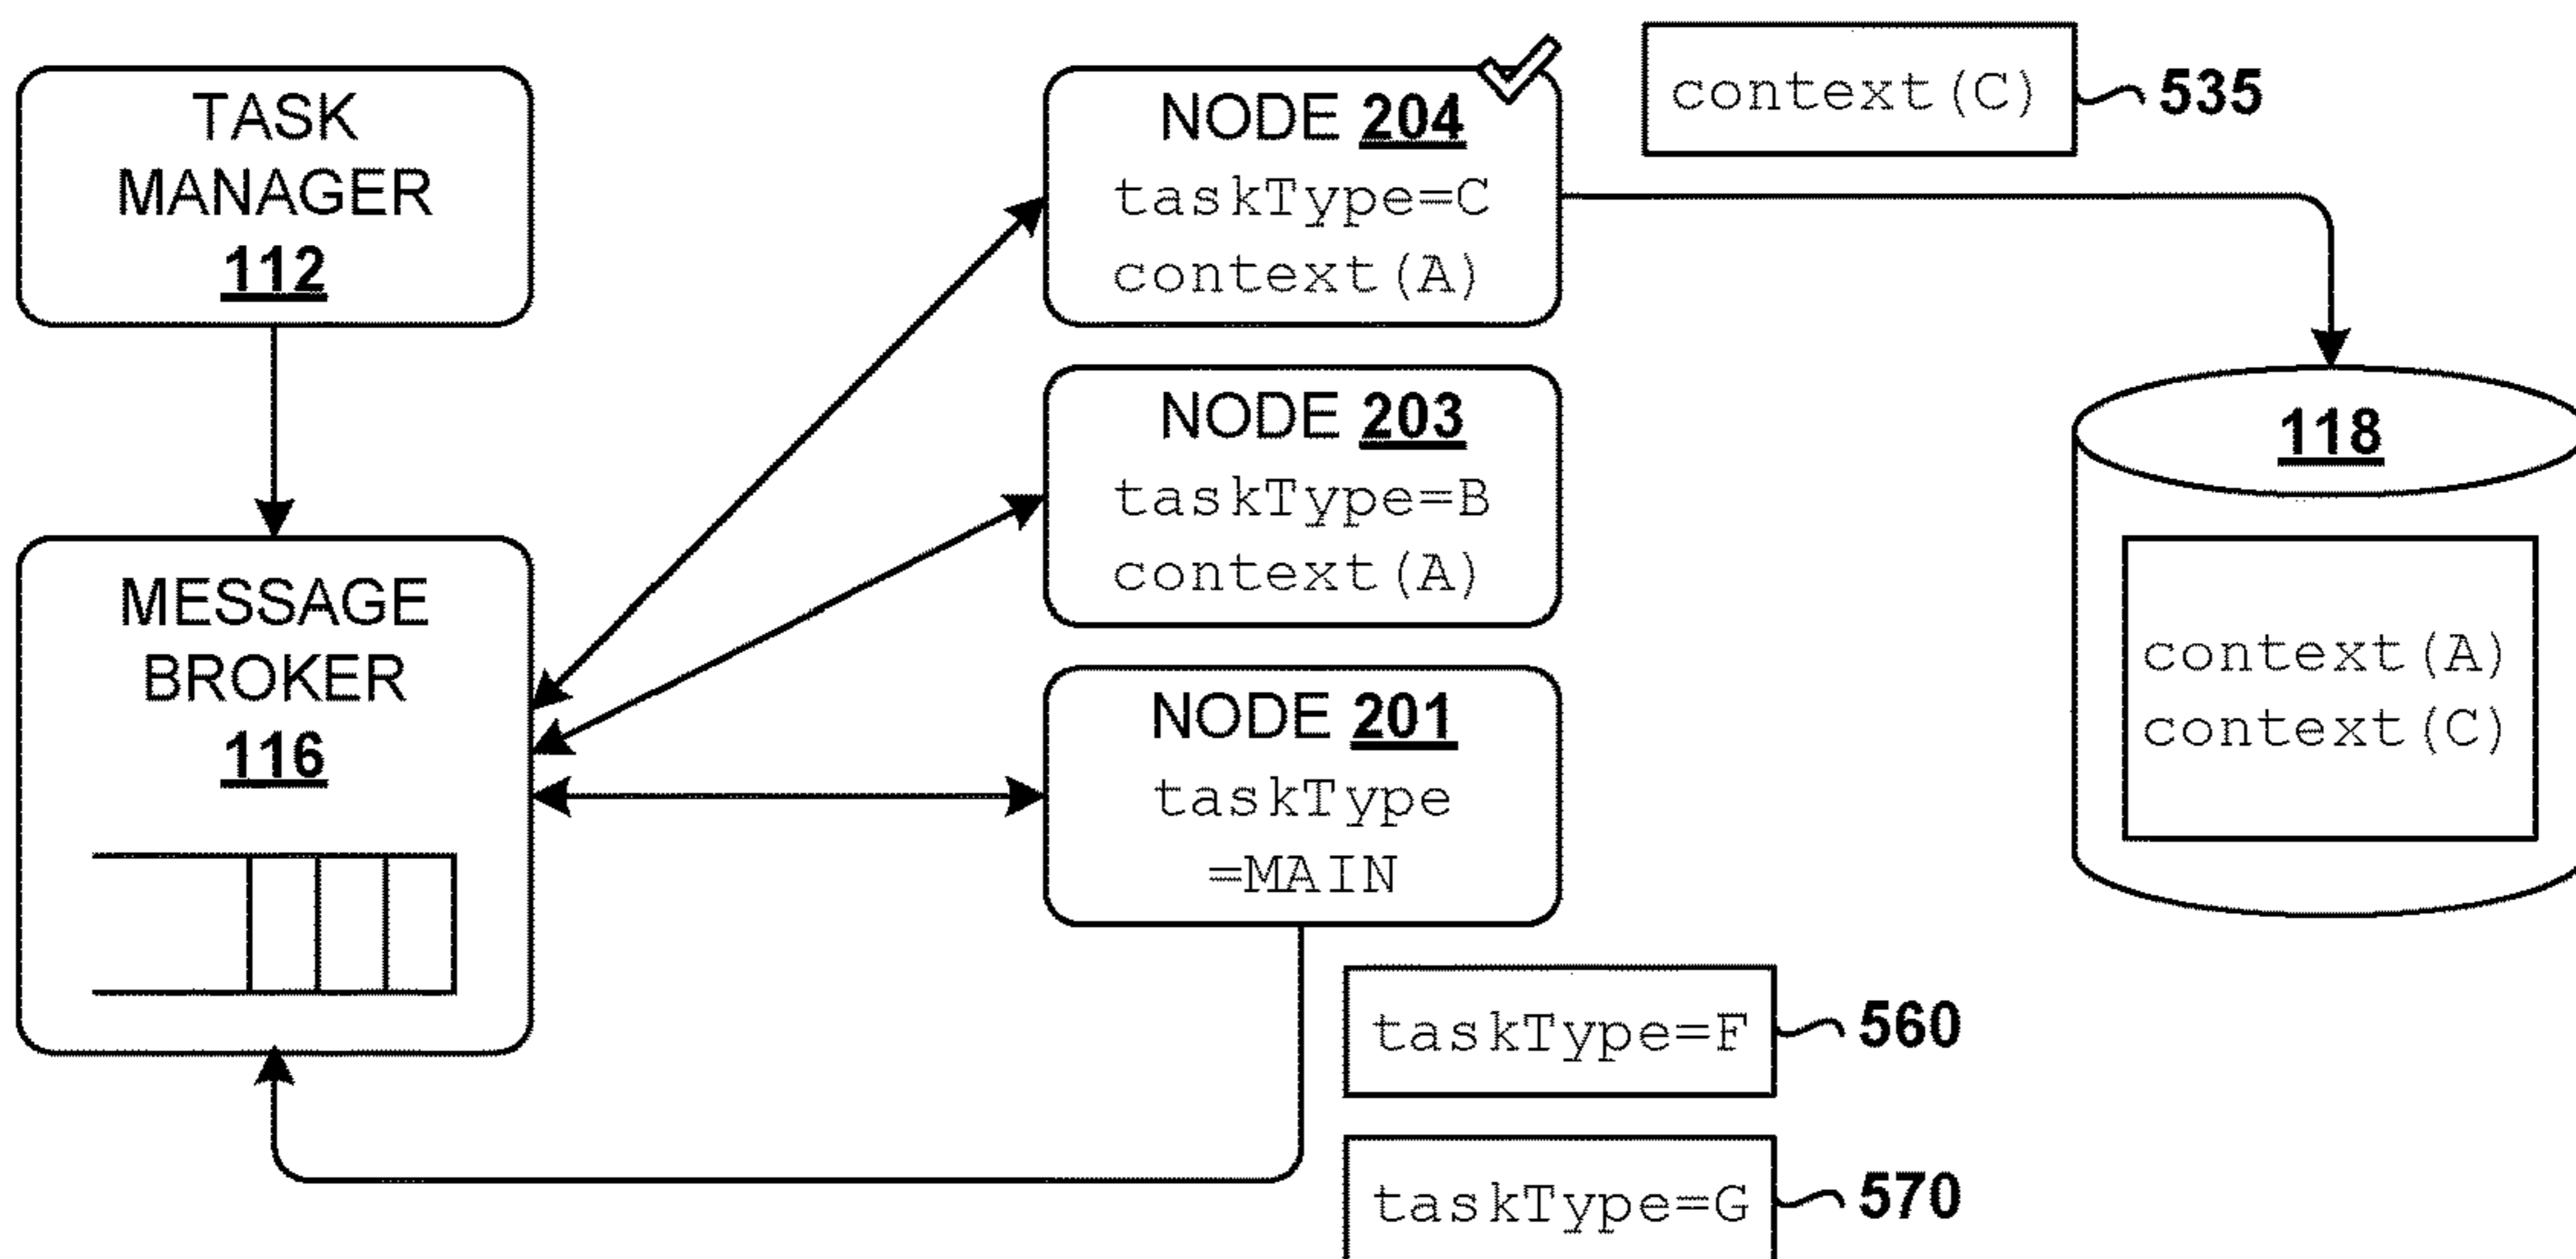 TASK
MANAGER
112
MESSAGE
BROKER
116
NODE 204
taskType=C
context(A)
NODE 203
taskType=B
context(A)
NODE 201
taskType
=MAIN
context(C)
535
118
context(A)
context(C)
taskType=F
560
taskType=G
570